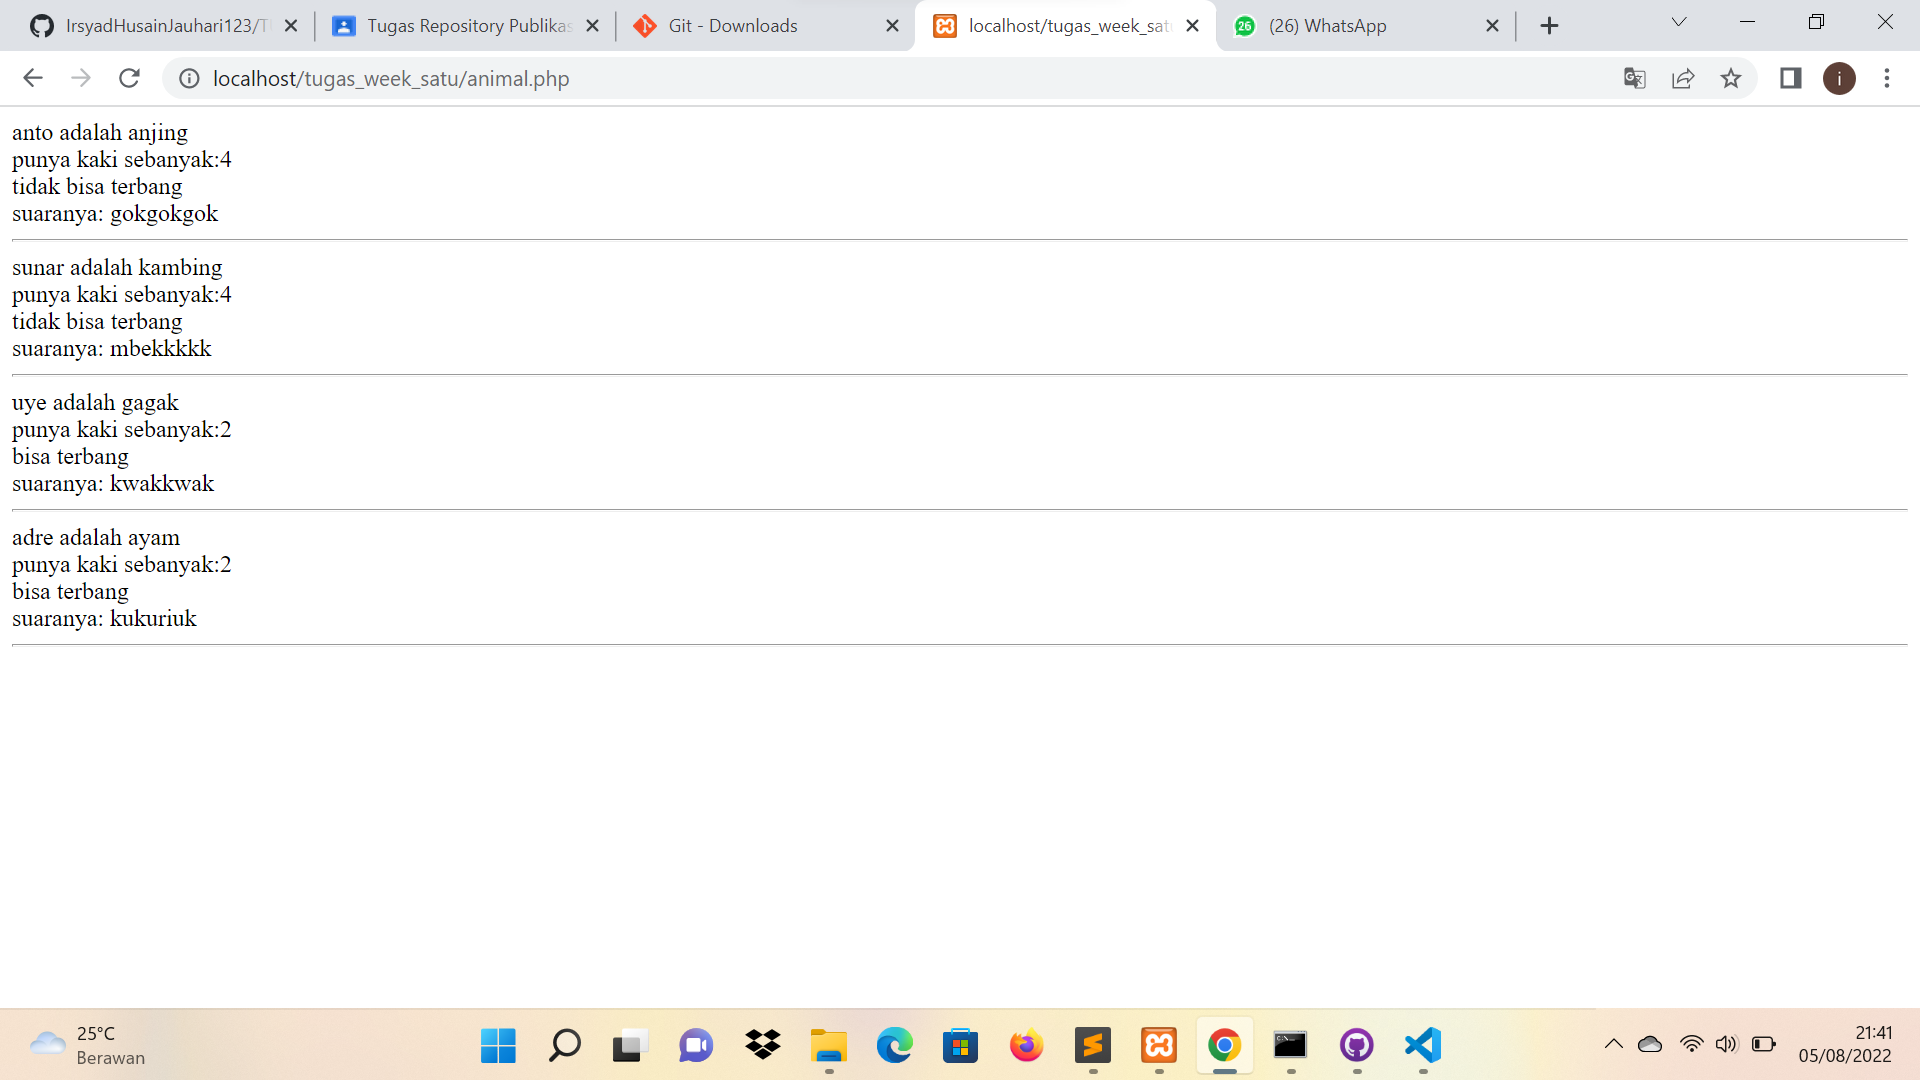 IrsyadHusainJauhari123/T
Tugas Repository Publikas
Git - Downloads
localhost/tugas_week_sat
26
(26) WhatsApp
localhost/tugas_week_satu/animal.php
i
anto adalah anjing
punya kaki sebanyak:4
tidak bisa terbang
suaranya: gokgokgok
sunar adalah kambing
punya kaki sebanyak:4
tidak bisa terbang
suaranya: mbekkkkk
uye adalah gagak
punya kaki sebanyak:2
bisa terbang
suaranya: kwakkwak
adre adalah ayam
punya kaki sebanyak:2
bisa terbang
suaranya: kukuriuk
25°C
Berawan
21:41
05/08/2022